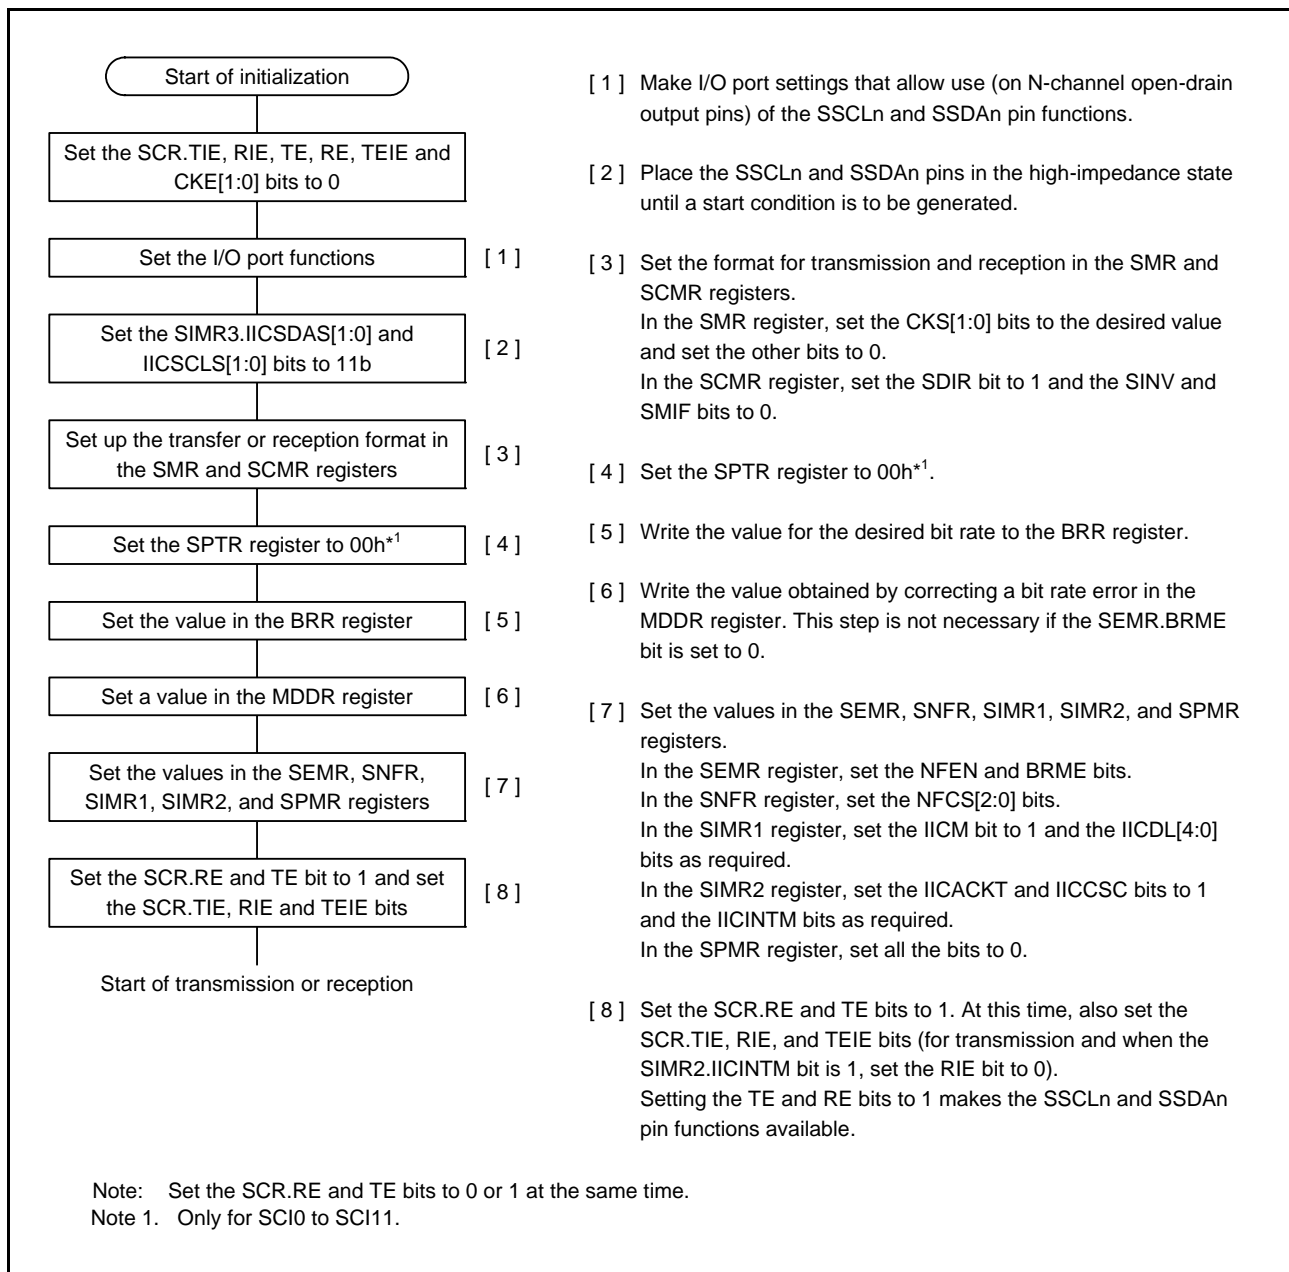 Start of initialization
Set the SCR.TIE, RIE, TE, RE, TEIE and
CKE[1:0] bits to 0
Set the I/O port functions
[ 1 ]
Set the SIMR3.IICSDAS[1:0] and
IICSCLS[1:0] bits to 11b
[ 2 ]
Set up the transfer or reception format in
the SMR and SCMR registers
[ 3 ]
Set the SPTR register to 00h*1
[ 4 ]
Set the value in the BRR register
[ 5 ]
Set a value in the MDDR register
[ 6 ]
Set the values in the SEMR, SNFR,
SIMR1, SIMR2, and SPMR registers
[ 7 ]
Set the SCR.RE and TE bit to 1 and set
the SCR.TIE, RIE and TEIE bits
[ 8 ]
Start of transmission or reception
[ 1 ] Make I/O port settings that allow use (on N-channel open-drain
output pins) of the SSCLn and SSDAn pin functions.
[ 2 ] Place the SSCLn and SSDAn pins in the high-impedance state
until a start condition is to be generated.
[ 3 ] Set the format for transmission and reception in the SMR and
SCMR registers.
In the SMR register, set the CKS[1:0] bits to the desired value
and set the other bits to 0.
In the SCMR register, set the SDIR bit to 1 and the SINV and
SMIF bits to 0.
[ 4 ] Set the SPTR register to 00h*1.
[ 5 ] Write the value for the desired bit rate to the BRR register.
[ 6 ] Write the value obtained by correcting a bit rate error in the
MDDR register. This step is not necessary if the SEMR.BRME
bit is set to 0.
[ 7 ] Set the values in the SEMR, SNFR, SIMR1, SIMR2, and SPMR
registers.
In the SEMR register, set the NFEN and BRME bits.
In the SNFR register, set the NFCS[2:0] bits.
In the SIMR1 register, set the IICM bit to 1 and the IICDL[4:0]
bits as required.
In the SIMR2 register, set the IICACKT and IICCSC bits to 1
and the IICINTM bits as required.
In the SPMR register, set all the bits to 0.
[ 8 ] Set the SCR.RE and TE bits to 1. At this time, also set the
SCR.TIE, RIE, and TEIE bits (for transmission and when the
SIMR2.IICINTM bit is 1, set the RIE bit to 0).
Setting the TE and RE bits to 1 makes the SSCLn and SSDAn
pin functions available.
Note: Set the SCR.RE and TE bits to 0 or 1 at the same time.
Note 1. Only for SCI0 to SCI11.